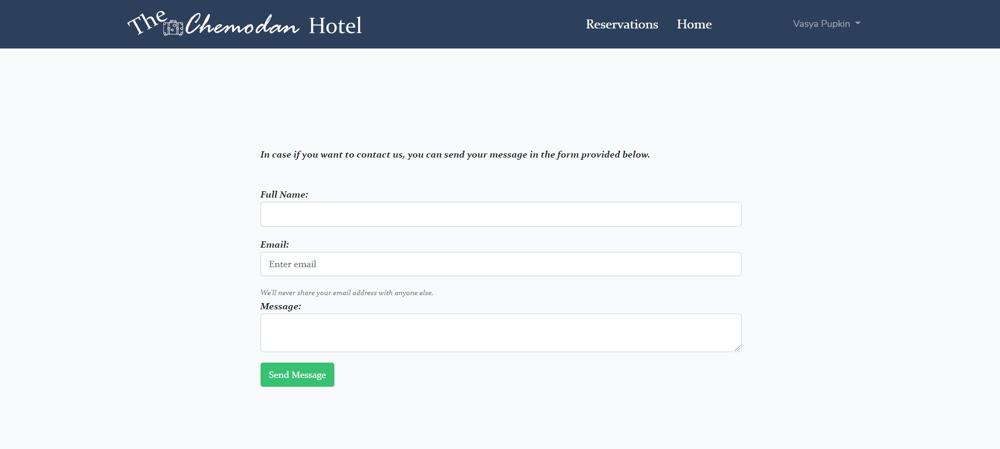 The Chemodan Hotel
Reservations Home Vasya Pupkin
In case if you want to contact us, you can send your message in the form provided below.
Full Name:
Email:
Enter email
We'll never share your email address with anyone else.
Message:
Send Message